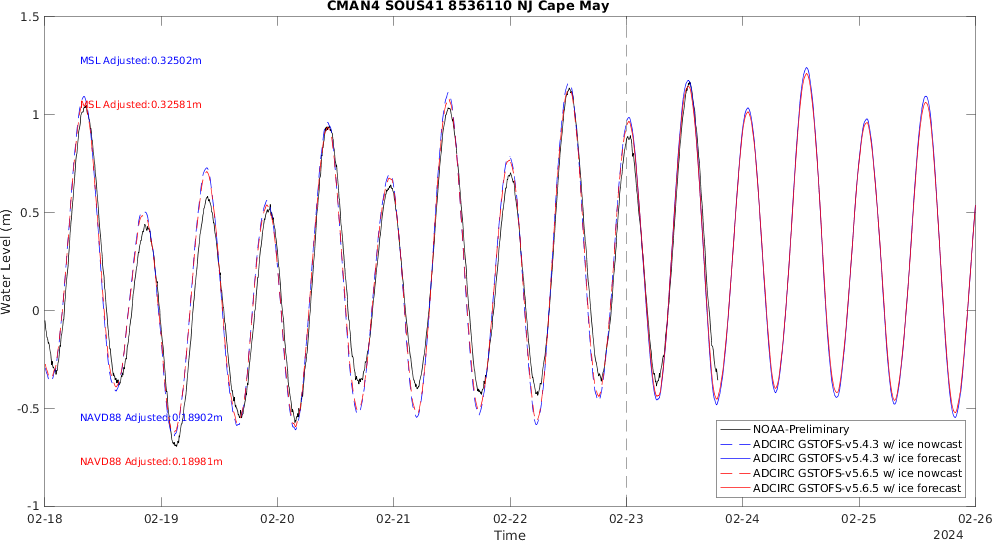 CMAN4 SOUS41 8536110 NJ Cape May
1.5
1
0.5
0
-0.5
-1
Water Level (m)
MSL Adjusted:0.32502m
MSL Adjusted:0.32581m
NAVD88 Adjusted:0.18902m
NAVD88 Adjusted:0.18981m
NOAA-Preliminary
ADCIRC GSTOFS-v5.4.3 w/ ice nowcast
ADCIRC GSTOFS-v5.4.3 w/ ice forecast
ADCIRC GSTOFS-v5.6.5 w/ ice nowcast
ADCIRC GSTOFS-v5.6.5 w/ ice forecast
02-18 02-19 02-20 02-21 02-22 02-23 02-24 02-25 02-26
Time
2024